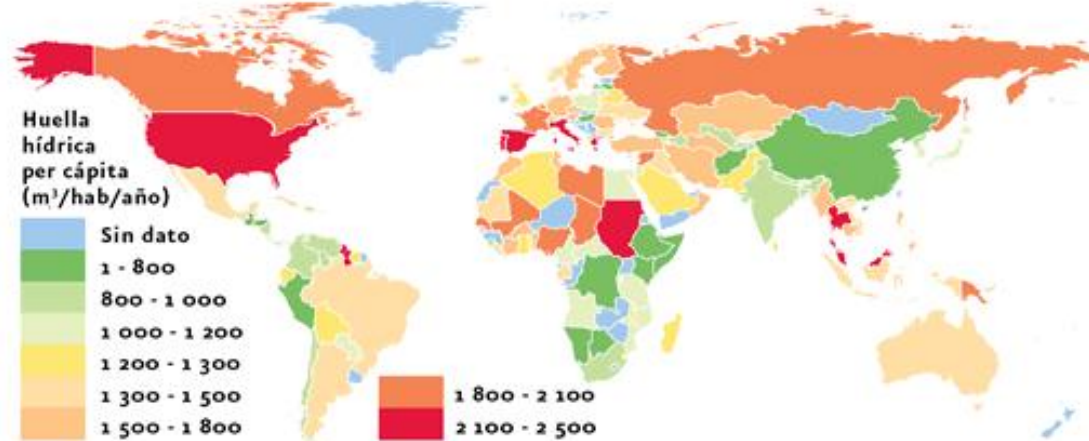 Huella
hídrica
per cápita
(m³/hab/año)
Sin dato
1 - 800
800 - 1 000
1 000 - 1 200
1 200 - 1 300
1 300 - 1 500
1 500 - 1 800
1 800 - 2 100
2 100 - 2 500